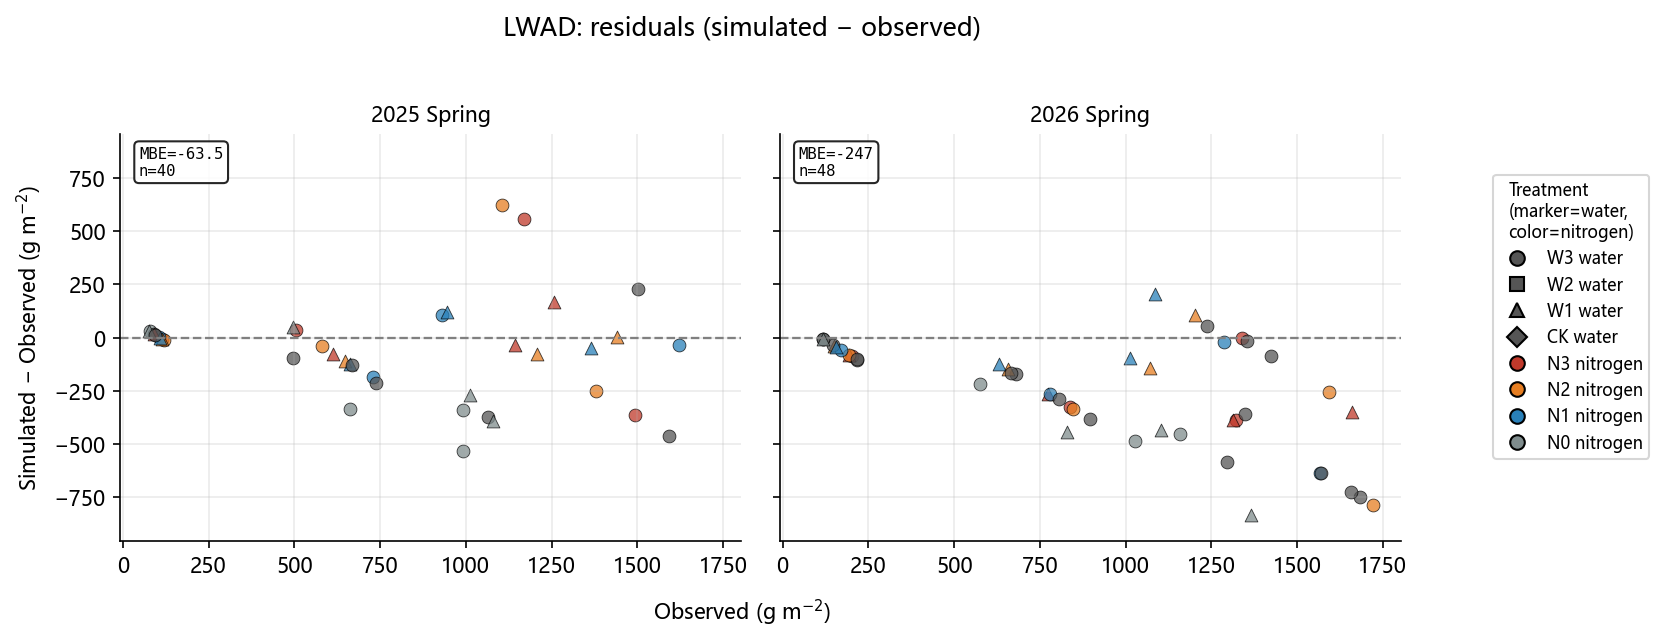 LWAD: residuals (simulated − observed)
2025 Spring
2026 Spring
MBE=-63.5
n=40
MBE=-247
n=48
Simulated − Observed (g m⁻²)
750
500
250
0
−250
−500
−750
0 250 500 750 1000 1250 1500 1750
0 250 500 750 1000 1250 1500 1750
Observed (g m⁻²)
Treatment
(marker=water,
color=nitrogen)
W3 water
W2 water
W1 water
CK water
N3 nitrogen
N2 nitrogen
N1 nitrogen
N0 nitrogen